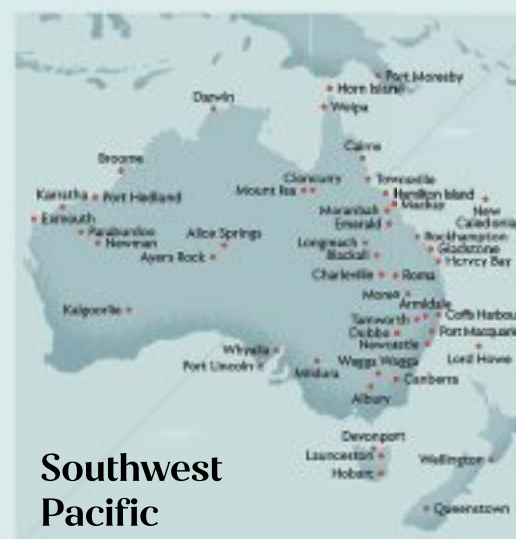 Port Moresby
Horn Island
Weipa
Darwin
Cairns
Broome
Cloncurry
Townsville
Mount Isa
Hamilton Island
Karratha
Port Hedland
Mackay
Moranbah
New
Caledonia
Exmouth
Emerald
Paraburdoo
Newman
Alice Springs
Rockhampton
Longreach
Gladstone
Ayers Rock
Blackall
Hervey Bay
Charleville
Roma
Moree
Armidale
Kalgoorlie
Tamworth
Coffs Harbou
Dubbo
Port Macquarie
Newcastle
Whyalla
Lord Howe
Port Lincoln
Mildura
Wagga Wagga
Canberra
Albury
Devonport
Launceston
Wellington
Hobart
Southwest
Pacific
Queenstown